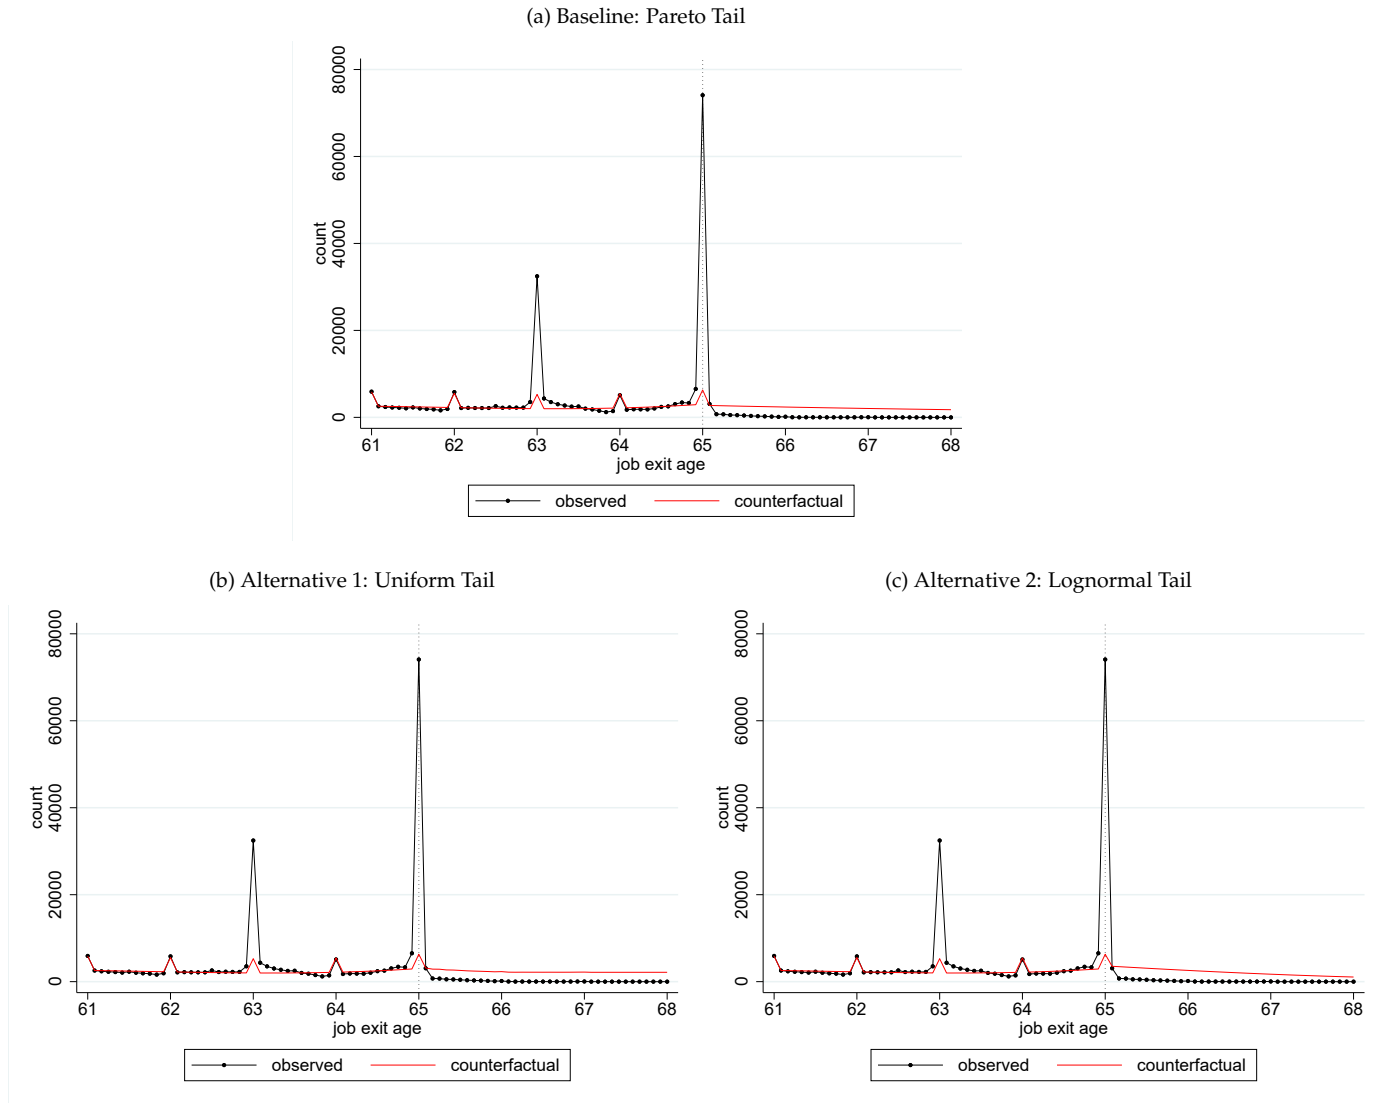 (a) Baseline: Pareto Tail
80000
60000
40000
20000
0
count
61 62 63 64 65 66 67 68
job exit age
observed counterfactual
(b) Alternative 1: Uniform Tail
80000
60000
40000
20000
0
count
61 62 63 64 65 66 67 68
job exit age
observed counterfactual
(c) Alternative 2: Lognormal Tail
80000
60000
40000
20000
0
count
61 62 63 64 65 66 67 68
job exit age
observed counterfactual